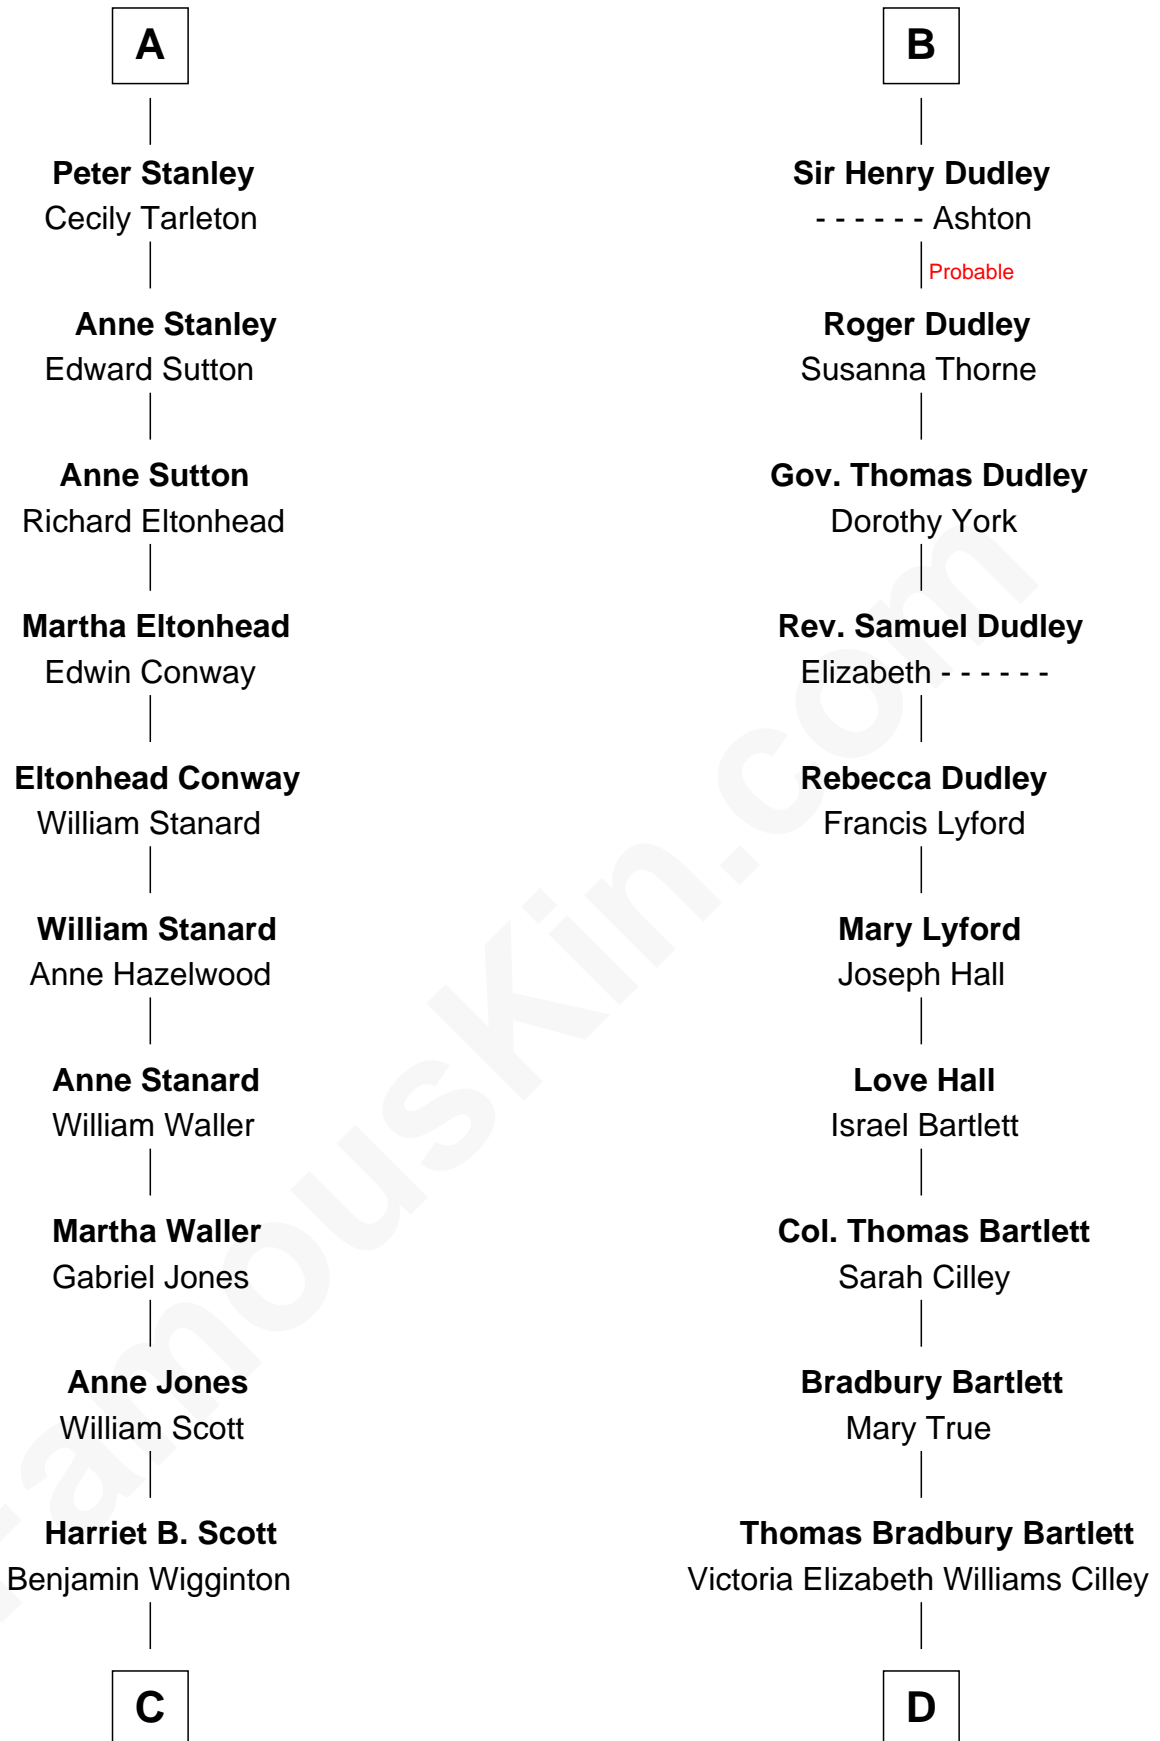 A
Peter Stanley
Cecily Tarleton
Anne Stanley
Edward Sutton
Anne Sutton
Richard Eltonhead
Martha Eltonhead
Edwin Conway
Eltonhead Conway
William Stanard
William Stanard
Anne Hazelwood
Anne Stanard
William Waller
Martha Waller
Gabriel Jones
Anne Jones
William Scott
Harriet B. Scott
Benjamin Wigginton
C
B
Sir Henry Dudley
- - - - - - Ashton
Probable
Roger Dudley
Susanna Thorne
Gov. Thomas Dudley
Dorothy York
Rev. Samuel Dudley
Elizabeth - - - - - -
Rebecca Dudley
Francis Lyford
Mary Lyford
Joseph Hall
Love Hall
Israel Bartlett
Col. Thomas Bartlett
Sarah Cilley
Bradbury Bartlett
Mary True
Thomas Bradbury Bartlett
Victoria Elizabeth Williams Cilley
D
FamousKin.com